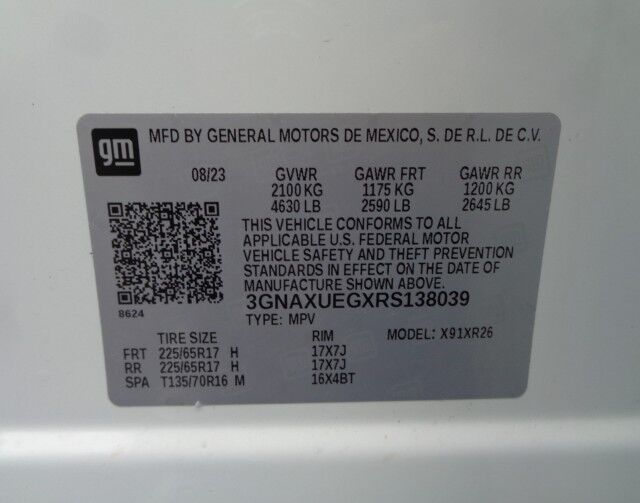 gm
MFD BY GENERAL MOTORS DE MEXICO, S. DE R.L. DE C.V.
08/23 GVWR GAWR FRT GAWR RR
2100 KG 1175 KG 1200 KG
4630 LB 2590 LB 2645 LB
THIS VEHICLE CONFORMS TO ALL
APPLICABLE U.S. FEDERAL MOTOR
VEHICLE SAFETY AND THEFT PREVENTION
STANDARDS IN EFFECT ON THE DATE OF
MANUFACTURE SHOWN ABOVE.
3GNAXUEGXRS138039
8624
TYPE: MPV
TIRE SIZE RIM MODEL: X91XR26
FRT 225/65R17 H 17X7J
RR 225/65R17 H 17X7J
SPA T135/70R16 M 16X4BT